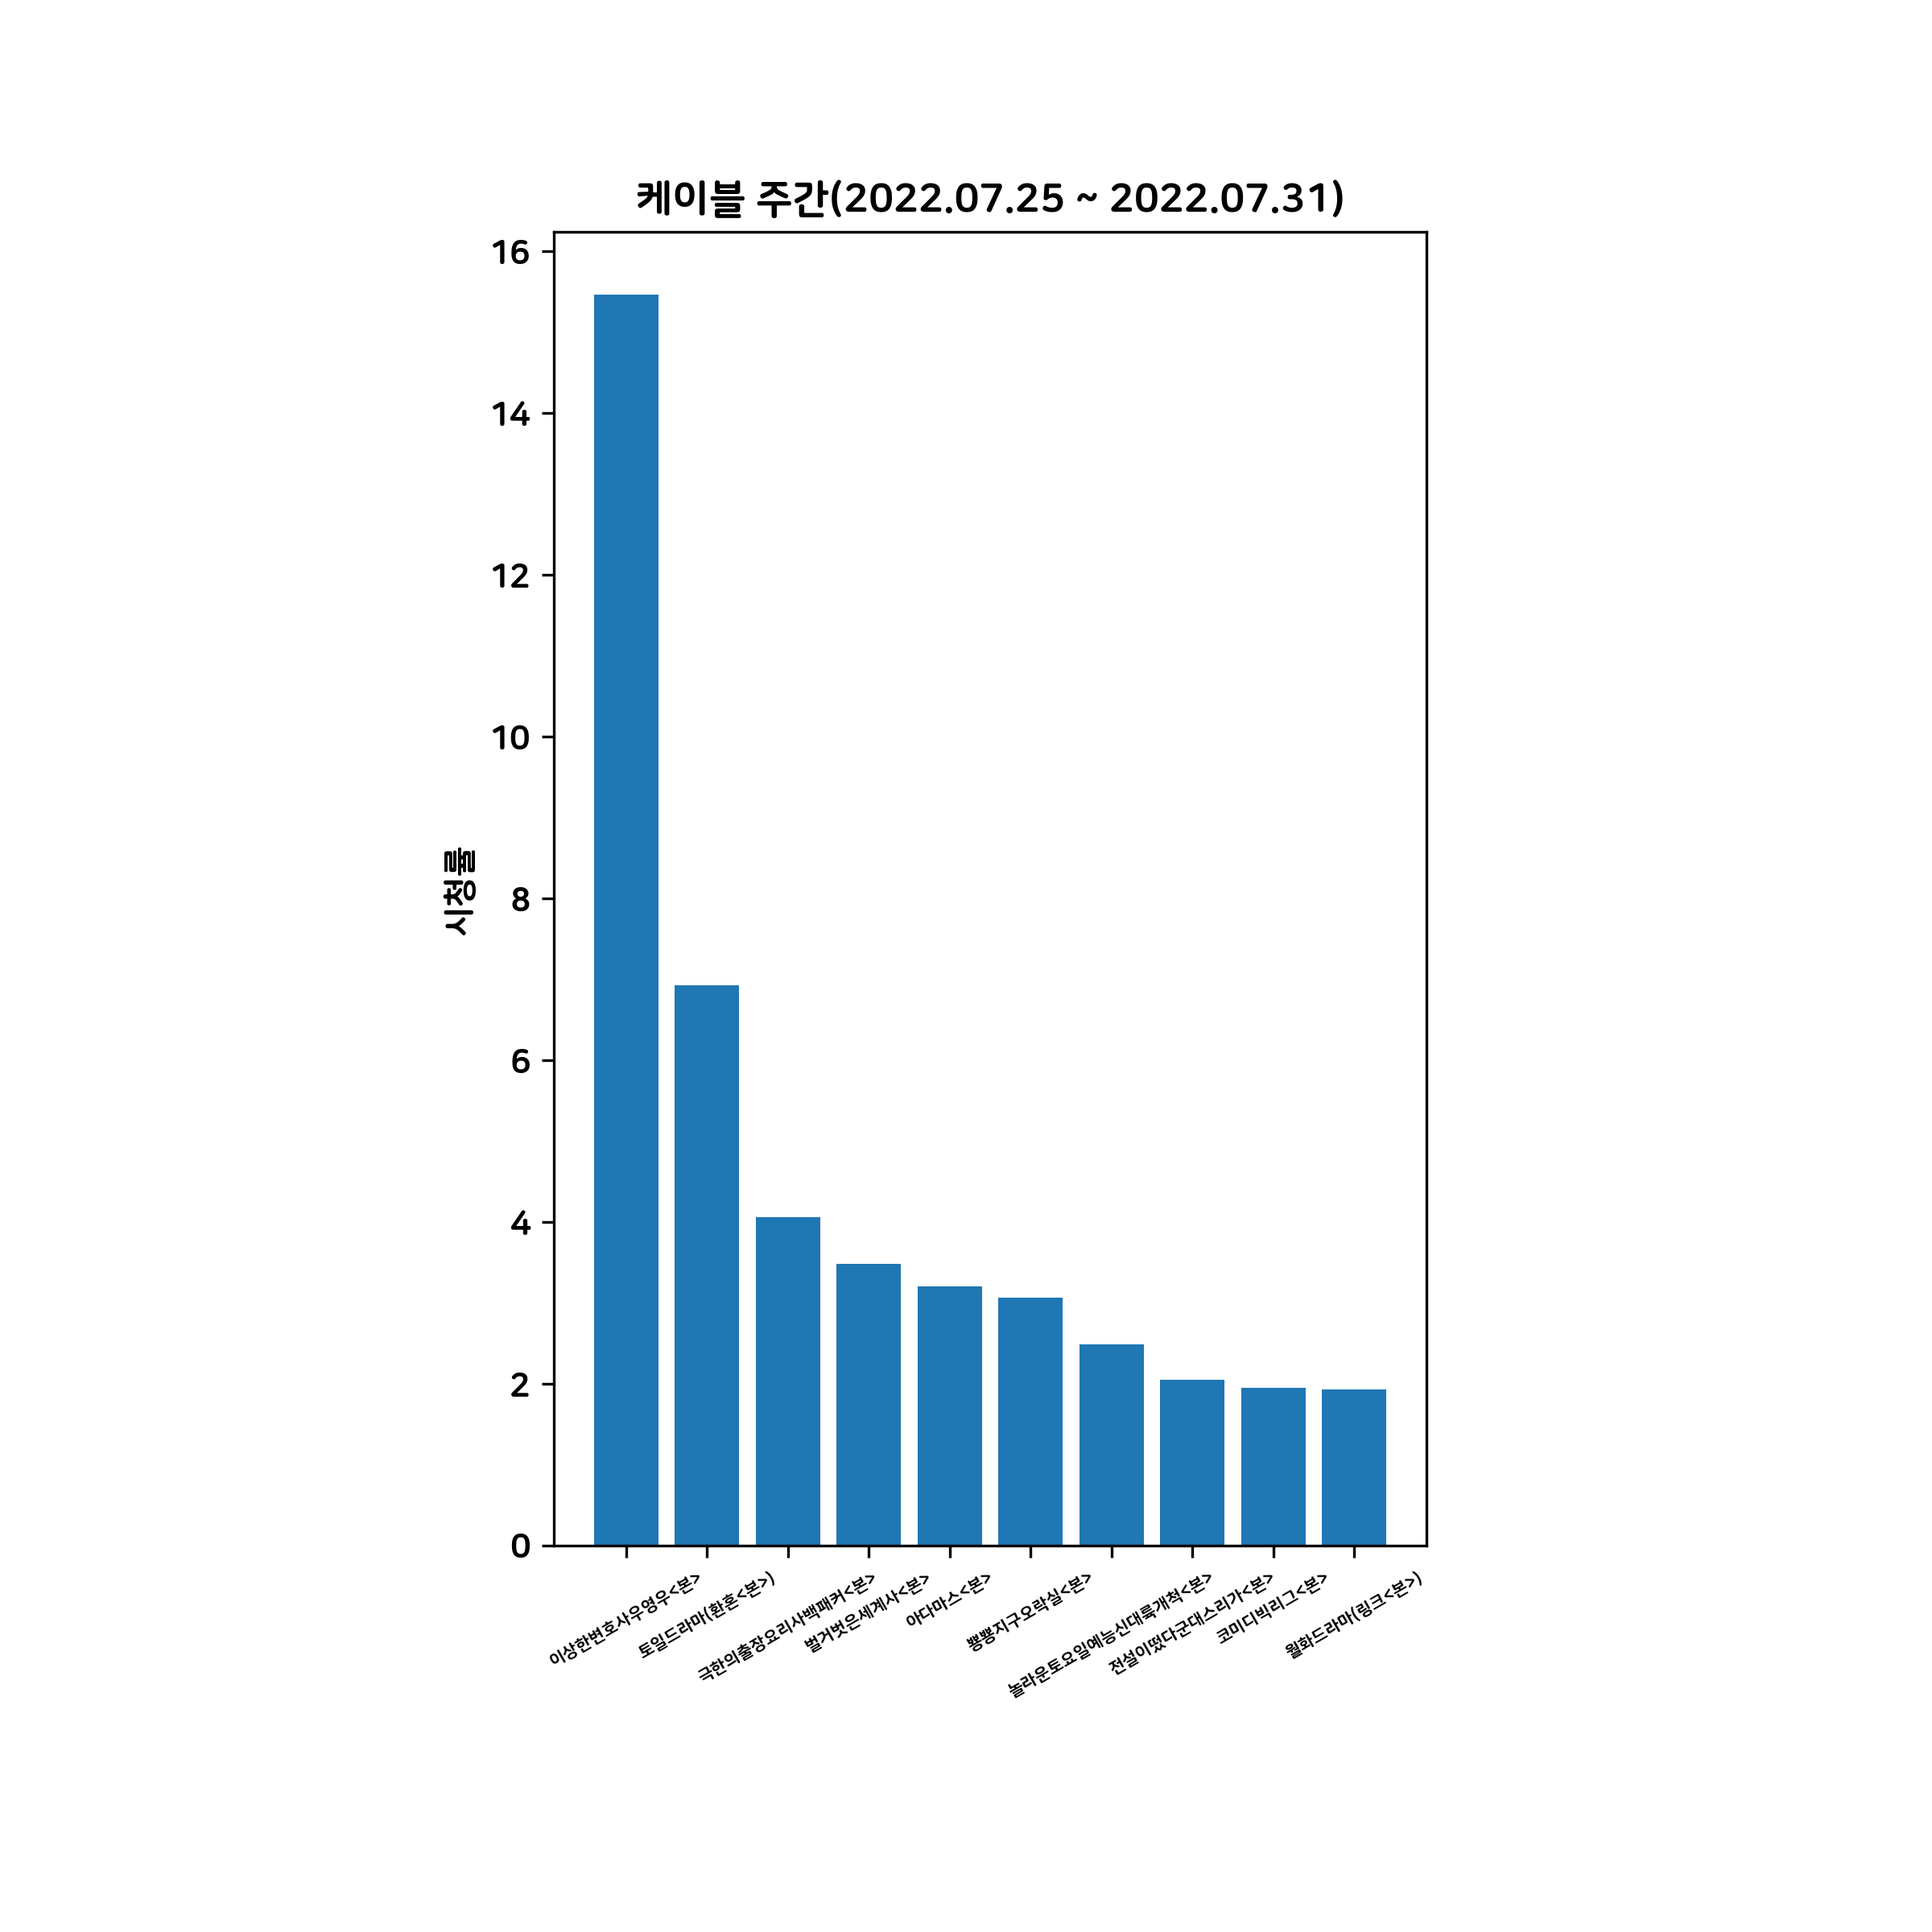 케이블 주간(2022.07.25 ~ 2022.07.31)
시청률
16
14
12
10
8
6
4
2
0
이상한변호사우영우<본>
토일드라마(환혼<본>)
극한의출장요리사백패커<본>
벌거벗은세계사<본>
아다마스<본>
뿅뿅지구오락실<본>
놀라운토요일예능신대륙개척<본>
전설이떴다군대스리가<본>
코미디빅리그<본>
월화드라마(링크<본>)